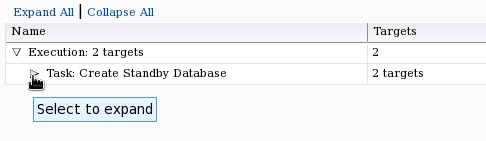 Expand All | Collapse All
Name Targets
Execution: 2 targets 2
Task: Create Standby Database 2 targets
Select to expand